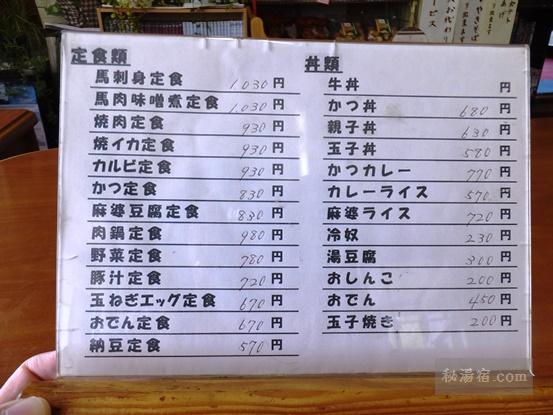 定食類
馬刺身定食 1,030円
馬肉味噌煮定食 1,030円
焼肉定食 930円
焼イカ定食 930円
カルビ定食 930円
かつ定食 830円
麻婆豆腐定食 830円
肉鍋定食 980円
野菜定食 780円
豚汁定食 720円
玉ねぎエッグ定食 670円
おでん定食 670円
納豆定食 570円
丼類
牛丼 円
かつ丼 680円
親子丼 630円
玉子丼 580円
かつカレー 770円
カレーライス 570円
麻婆ライス 720円
冷奴 230円
湯豆腐 300円
おしんこ 200円
おでん 450円
玉子焼き 200円
秘湯宿.com